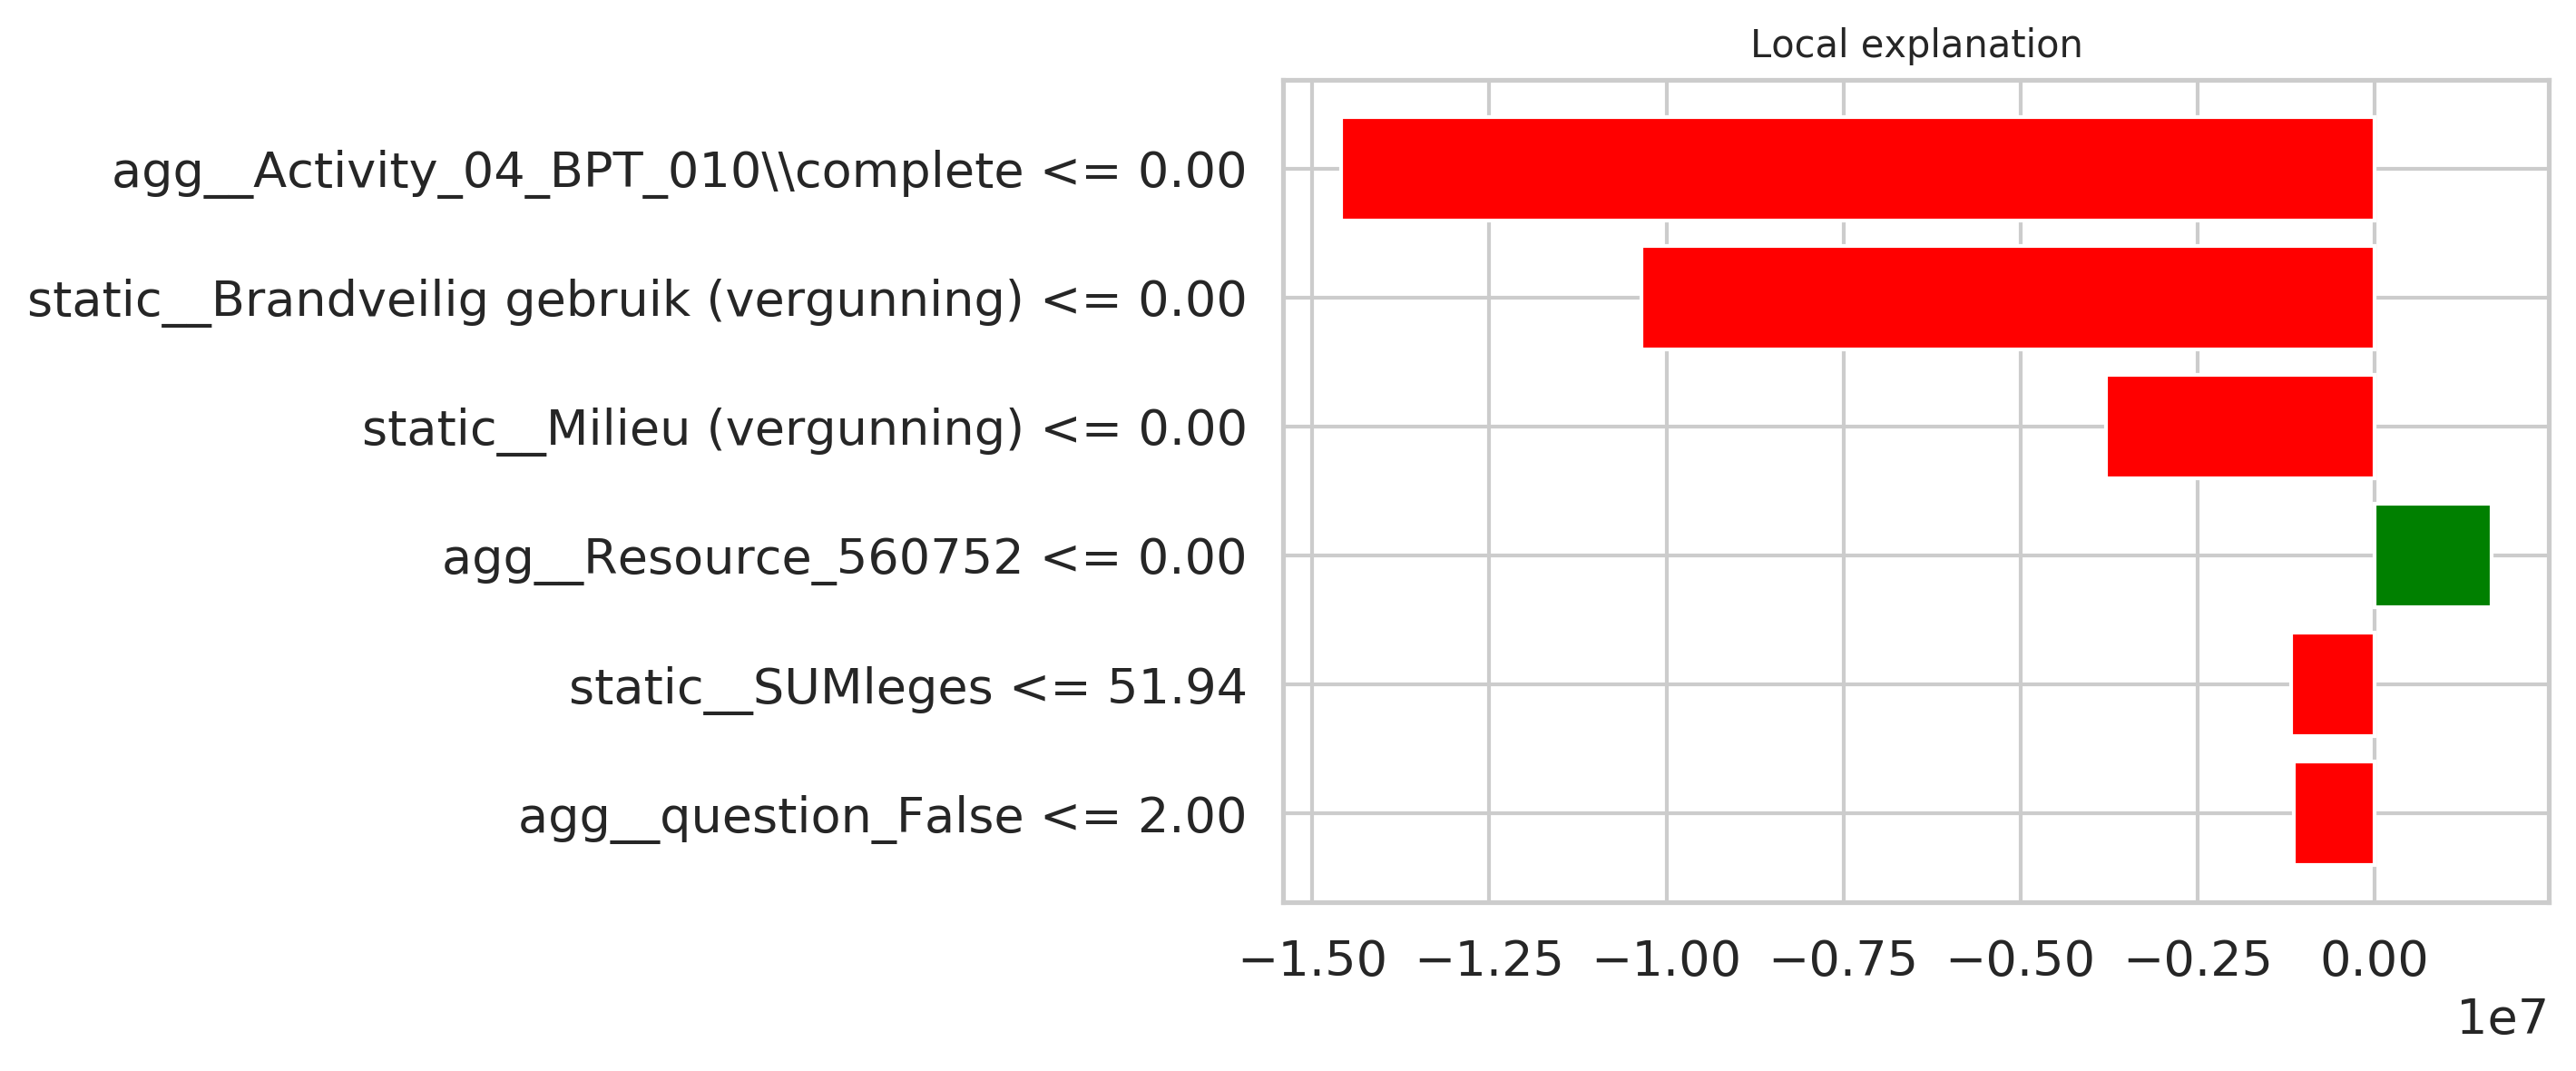 Local explanation
agg__Activity_04_BPT_010\\complete <= 0.00
static__Brandveilig gebruik (vergunning) <= 0.00
static__Milieu (vergunning) <= 0.00
agg__Resource_560752 <= 0.00
static__SUMleges <= 51.94
agg__question_False <= 2.00
−1.50 −1.25 −1.00 −0.75 −0.50 −0.25 0.00
1e7